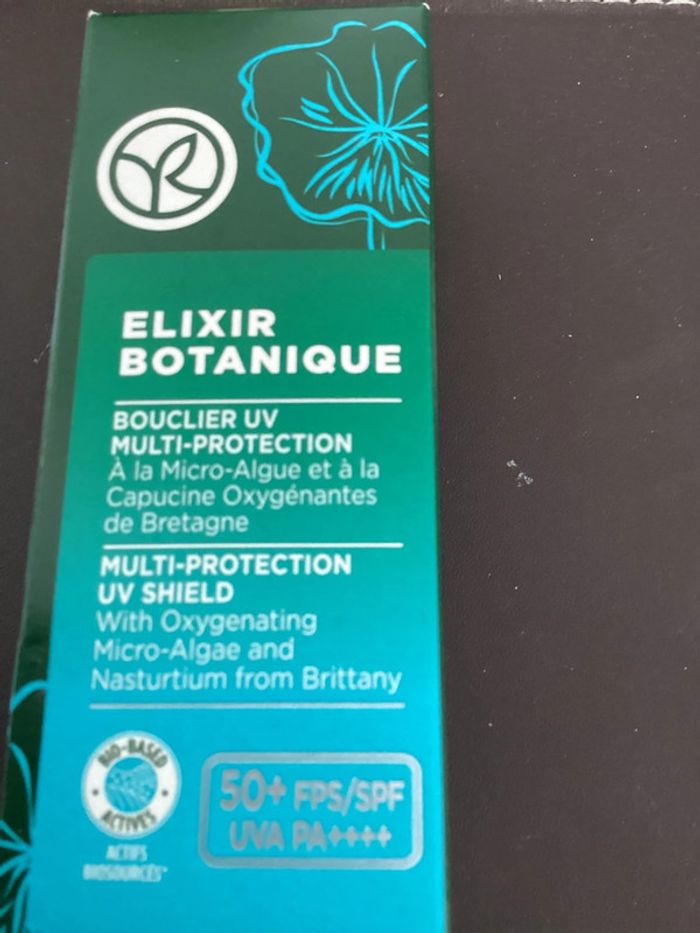 ELIXIR
BOTANIQUE
BOUCLIER UV
MULTI-PROTECTION
À la Micro-Algue et à la
Capucine Oxygénantes
de Bretagne
MULTI-PROTECTION
UV SHIELD
With Oxygenating
Micro-Algae and
Nasturtium from Brittany
BIO-BASED
ACTIVES
ACTIFS
BIOSOURCÉS™
50+ FPS/SPF
UVA PA++++